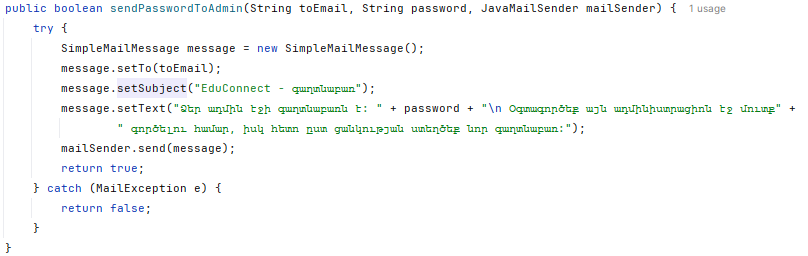 public boolean sendPasswordToAdmin(String toEmail, String password, JavaMailSender mailSender) { 1 usage
try {
SimpleMailMessage message = new SimpleMailMessage();
message.setTo(toEmail);
message.setSubject("EduConnect - գաղտնաբառ");
message.setText("Ձեր ադմին էջի գաղտնաբառն է: " + password + "\n Օգտագործեք այն ադմինիստրացիոն էջ մուտք" +
" գործելու համար, իսկ հետո ըստ ցանկության ստեղծեք նոր գաղտնաբառ:");
mailSender.send(message);
return true;
} catch (MailException e) {
return false;
}
}